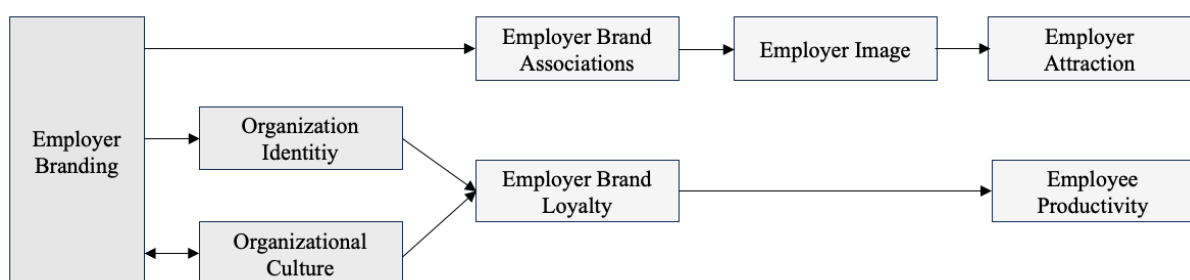 Employer Brand
Associations
Employer Image
Employer
Attraction
Employer
Branding
Organization
Identitiy
Employer Brand
Loyalty
Employee
Productivity
Organizational
Culture